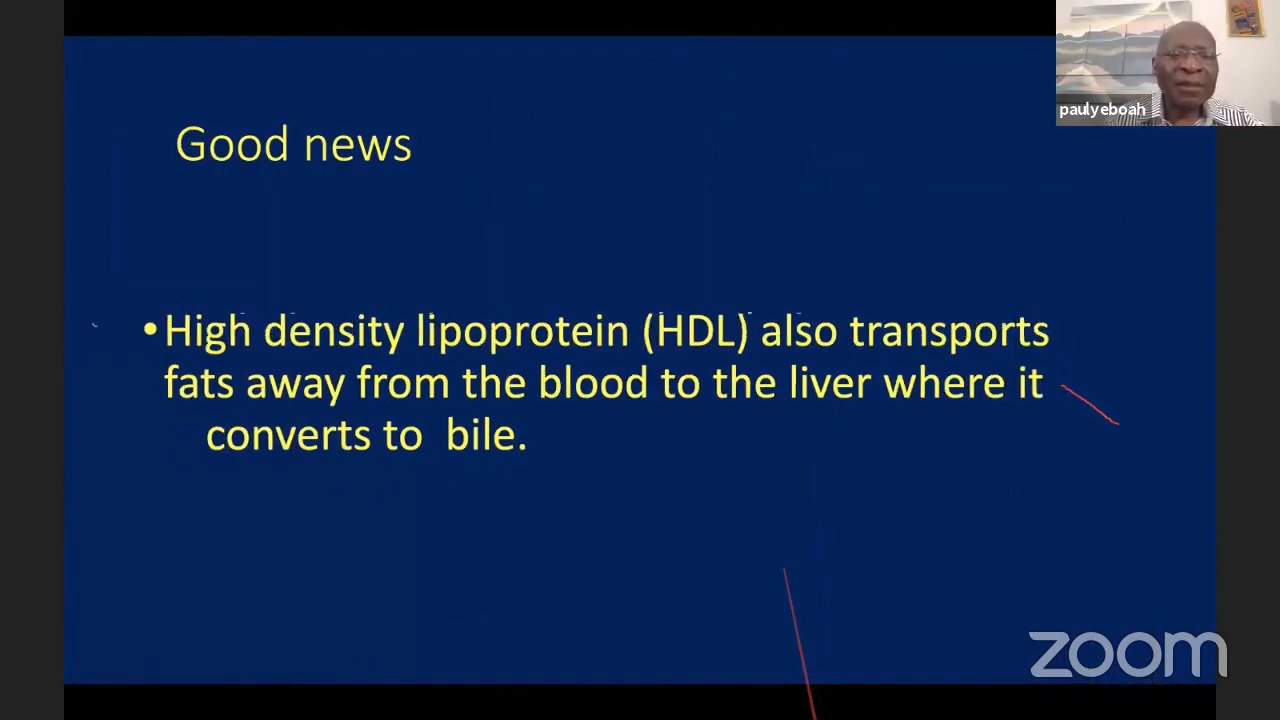 paulyeboah
Good news
•High density lipoprotein (HDL) also transports
fats away from the blood to the liver where it
converts to bile.
zoom